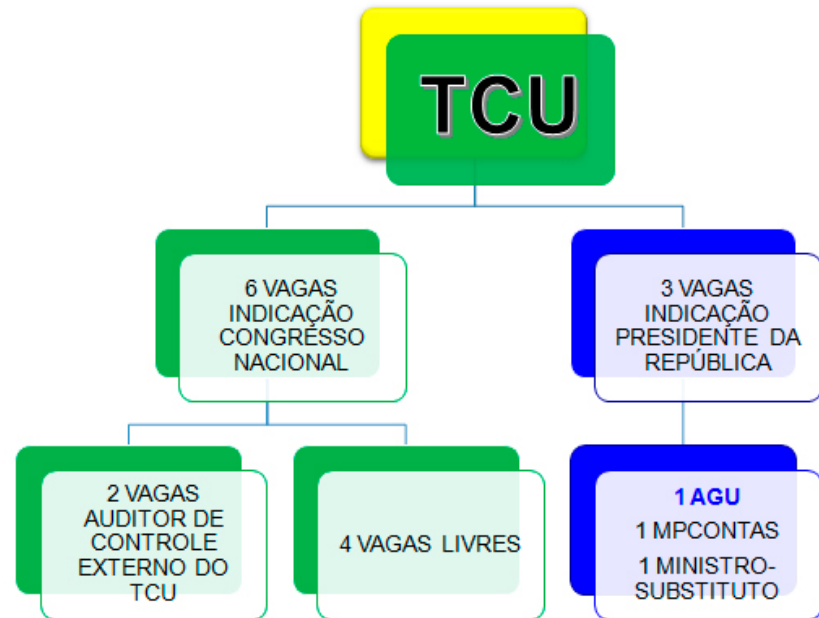 TCU
6 VAGAS
INDICAÇÃO
CONGRESSO
NACIONAL
3 VAGAS
INDICAÇÃO
PRESIDENTE DA
REPÚBLICA
2 VAGAS
AUDITOR DE
CONTROLE
EXTERNO DO
TCU
4 VAGAS LIVRES
1 AGU
1 MPCONTAS
1 MINISTRO-
SUBSTITUTO